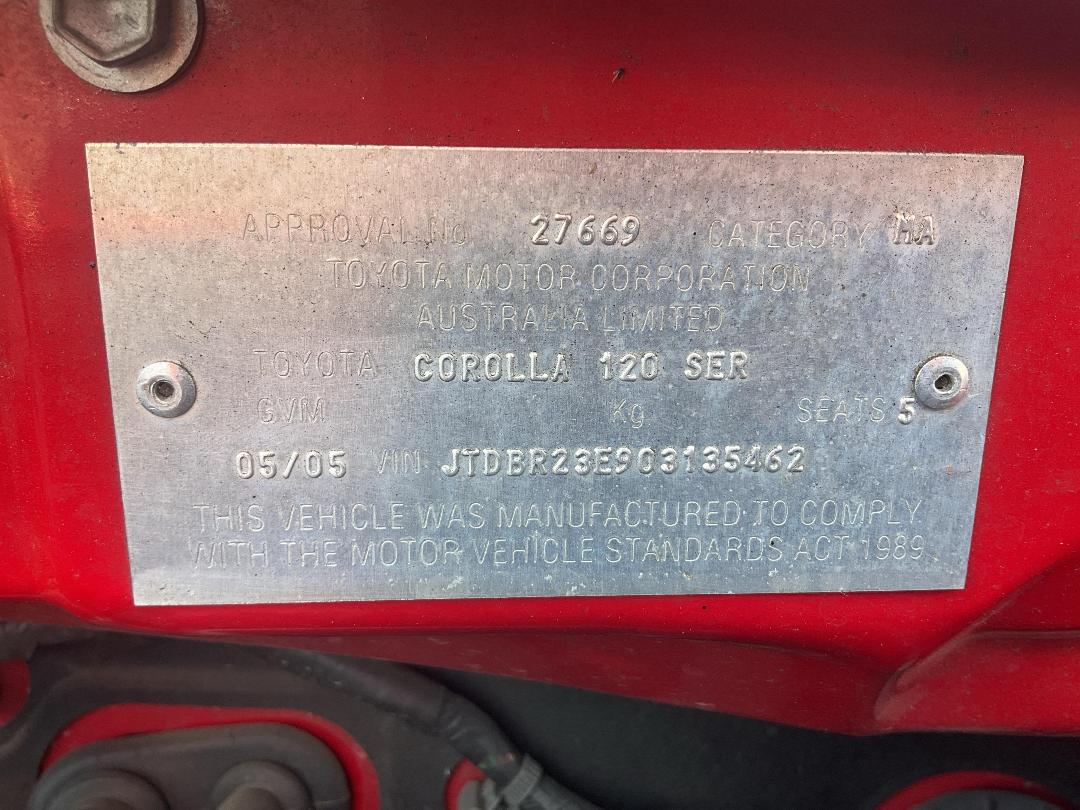 APPROVAL No 27669 CATEGORY MA
TOYOTA MOTOR CORPORATION
AUSTRALIA LIMITED
TOYOTA COROLLA 120 SER
GVM Kg SEATS 5
05/05 VIN JTDBR23E903135462
THIS VEHICLE WAS MANUFACTURED TO COMPLY
WITH THE MOTOR VEHICLE STANDARDS ACT 1989